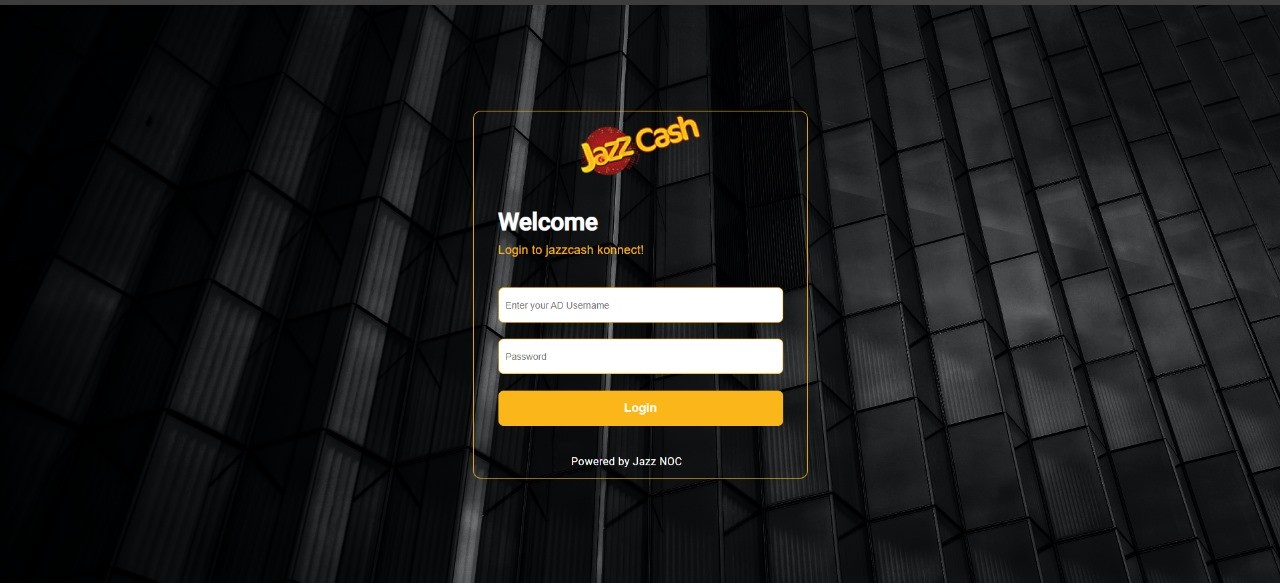 Jazz Cash
Welcome
Login to jazzcash konnect!
Enter your AD Username
Password
Login
Powered by Jazz NOC